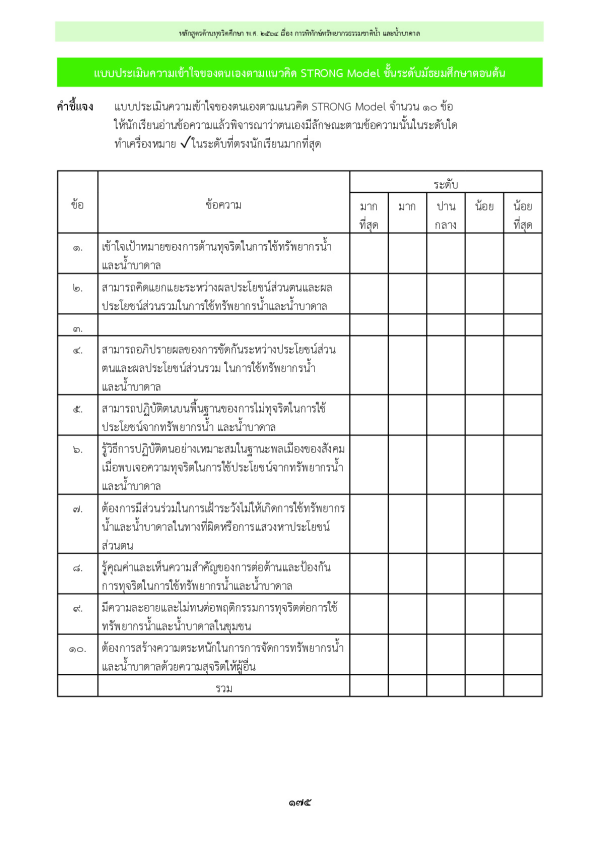 หลักสูตรต้านทุจริตศึกษา พ.ศ. ๒๕๖๔ เรื่อง การพิทักษ์ทรัพยากรธรรมชาติน้ำ และน้ำบาดาล
แบบประเมินความเข้าใจของตนเองตามแนวคิด STRONG Model ชั้นระดับมัธยมศึกษาตอนต้น
คำชี้แจง แบบประเมินความเข้าใจของตนเองตามแนวคิด STRONG Model จำนวน ๑๐ ข้อ
ให้นักเรียนอ่านข้อความแล้วพิจารณาว่าตนเองมีลักษณะตามข้อความนั้นในระดับใด
ทำเครื่องหมาย ✓ ในระดับที่ตรงนักเรียนมากที่สุด
ระดับ
ข้อ ข้อความ มาก มาก ปาน น้อย น้อย
ที่สุด กลาง ที่สุด
๑. เข้าใจเป้าหมายของการต้านทุจริตในการใช้ทรัพยากรน้ำ
และน้ำบาดาล
๒. สามารถคิดแยกแยะระหว่างผลประโยชน์ส่วนตนและผล
ประโยชน์ส่วนรวมในการใช้ทรัพยากรน้ำและน้ำบาดาล
๓.
๔. สามารถอภิปรายผลของการขัดกันระหว่างประโยชน์ส่วน
ตนและผลประโยชน์ส่วนรวม ในการใช้ทรัพยากรน้ำ
และน้ำบาดาล
๕. สามารถปฏิบัติตนบนพื้นฐานของการไม่ทุจริตในการใช้
ประโยชน์จากทรัพยากรน้ำ และน้ำบาดาล
๖. รู้วิธีการปฏิบัติตนอย่างเหมาะสมในฐานะพลเมืองของสังคม
เมื่อพบเจอความทุจริตในการใช้ประโยชน์จากทรัพยากรน้ำ
และน้ำบาดาล
๗. ต้องการมีส่วนร่วมในการเฝ้าระวังไม่ให้เกิดการใช้ทรัพยากร
น้ำและน้ำบาดาลในทางที่ผิดหรือการแสวงหาประโยชน์
ส่วนตน
๘. รู้คุณค่าและเห็นความสำคัญของการต่อต้านและป้องกัน
การทุจริตในการใช้ทรัพยากรน้ำและน้ำบาดาล
๙. มีความละอายและไม่ทนต่อพฤติกรรมการทุจริตต่อการใช้
ทรัพยากรน้ำและน้ำบาดาลในชุมชน
๑๐. ต้องการสร้างความตระหนักในการการจัดการทรัพยากรน้ำ
และน้ำบาดาลด้วยความสุจริตให้ผู้อื่น
รวม
๑๗๕